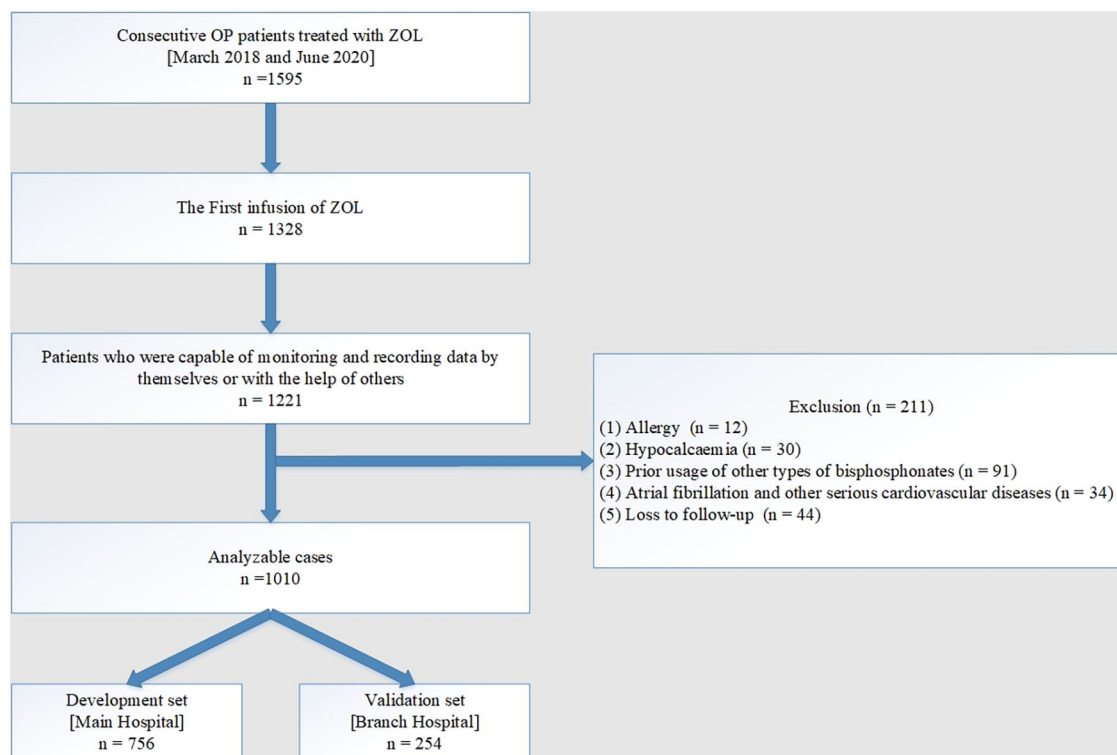 Consecutive OP patients treated with ZOL
[March 2018 and June 2020]
n =1595
The First infusion of ZOL
n = 1328
Patients who were capable of monitoring and recording data by
themselves or with the help of others
n = 1221
Exclusion (n = 211)
(1) Allergy (n = 12)
(2) Hypocalcaemia (n = 30)
(3) Prior usage of other types of bisphosphonates (n = 91)
(4) Atrial fibrillation and other serious cardiovascular diseases (n = 34)
(5) Loss to follow-up (n = 44)
Analyzable cases
n =1010
Development set
[Main Hospital]
n = 756
Validation set
[Branch Hospital]
n = 254